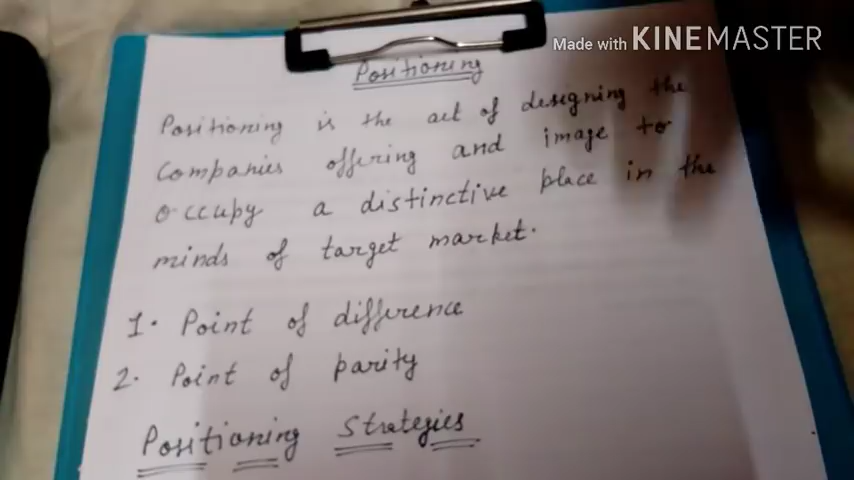 Made with KINEMASTER
Positioning
Positioning is the act of designing the
companies offering and image to
occupy a distinctive place in the
minds of target market.
1. Point of difference
2. Point of parity
Positioning Strategies